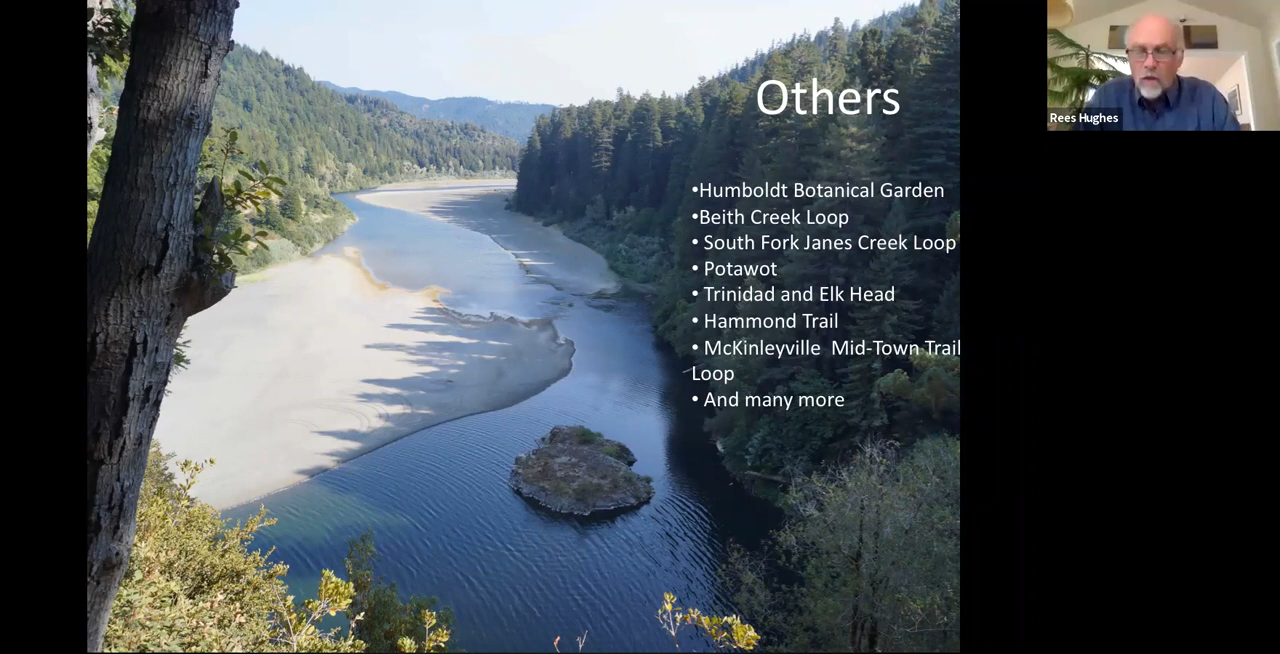 Others
•Humboldt Botanical Garden
•Beith Creek Loop
• South Fork Janes Creek Loop
• Potawot
• Trinidad and Elk Head
• Hammond Trail
• McKinleyville  Mid-Town Trail
Loop
• And many more
Rees Hughes